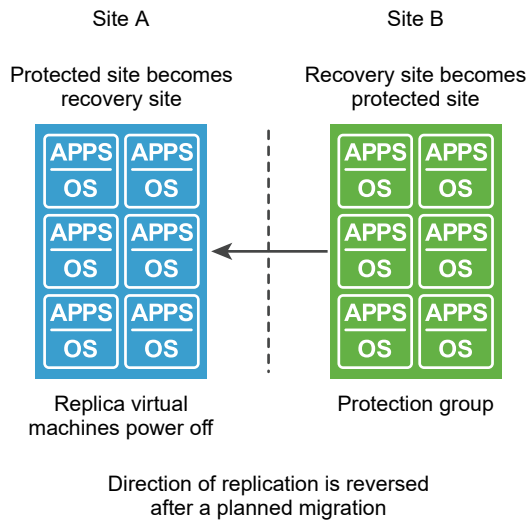 Site A
Site B
Protected site becomes
recovery site
Recovery site becomes
protected site
APPS
OS
APPS
OS
APPS
OS
APPS
OS
APPS
OS
APPS
OS
APPS
OS
APPS
OS
APPS
OS
APPS
OS
APPS
OS
APPS
OS
Replica virtual
machines power off
Protection group
Direction of replication is reversed
after a planned migration